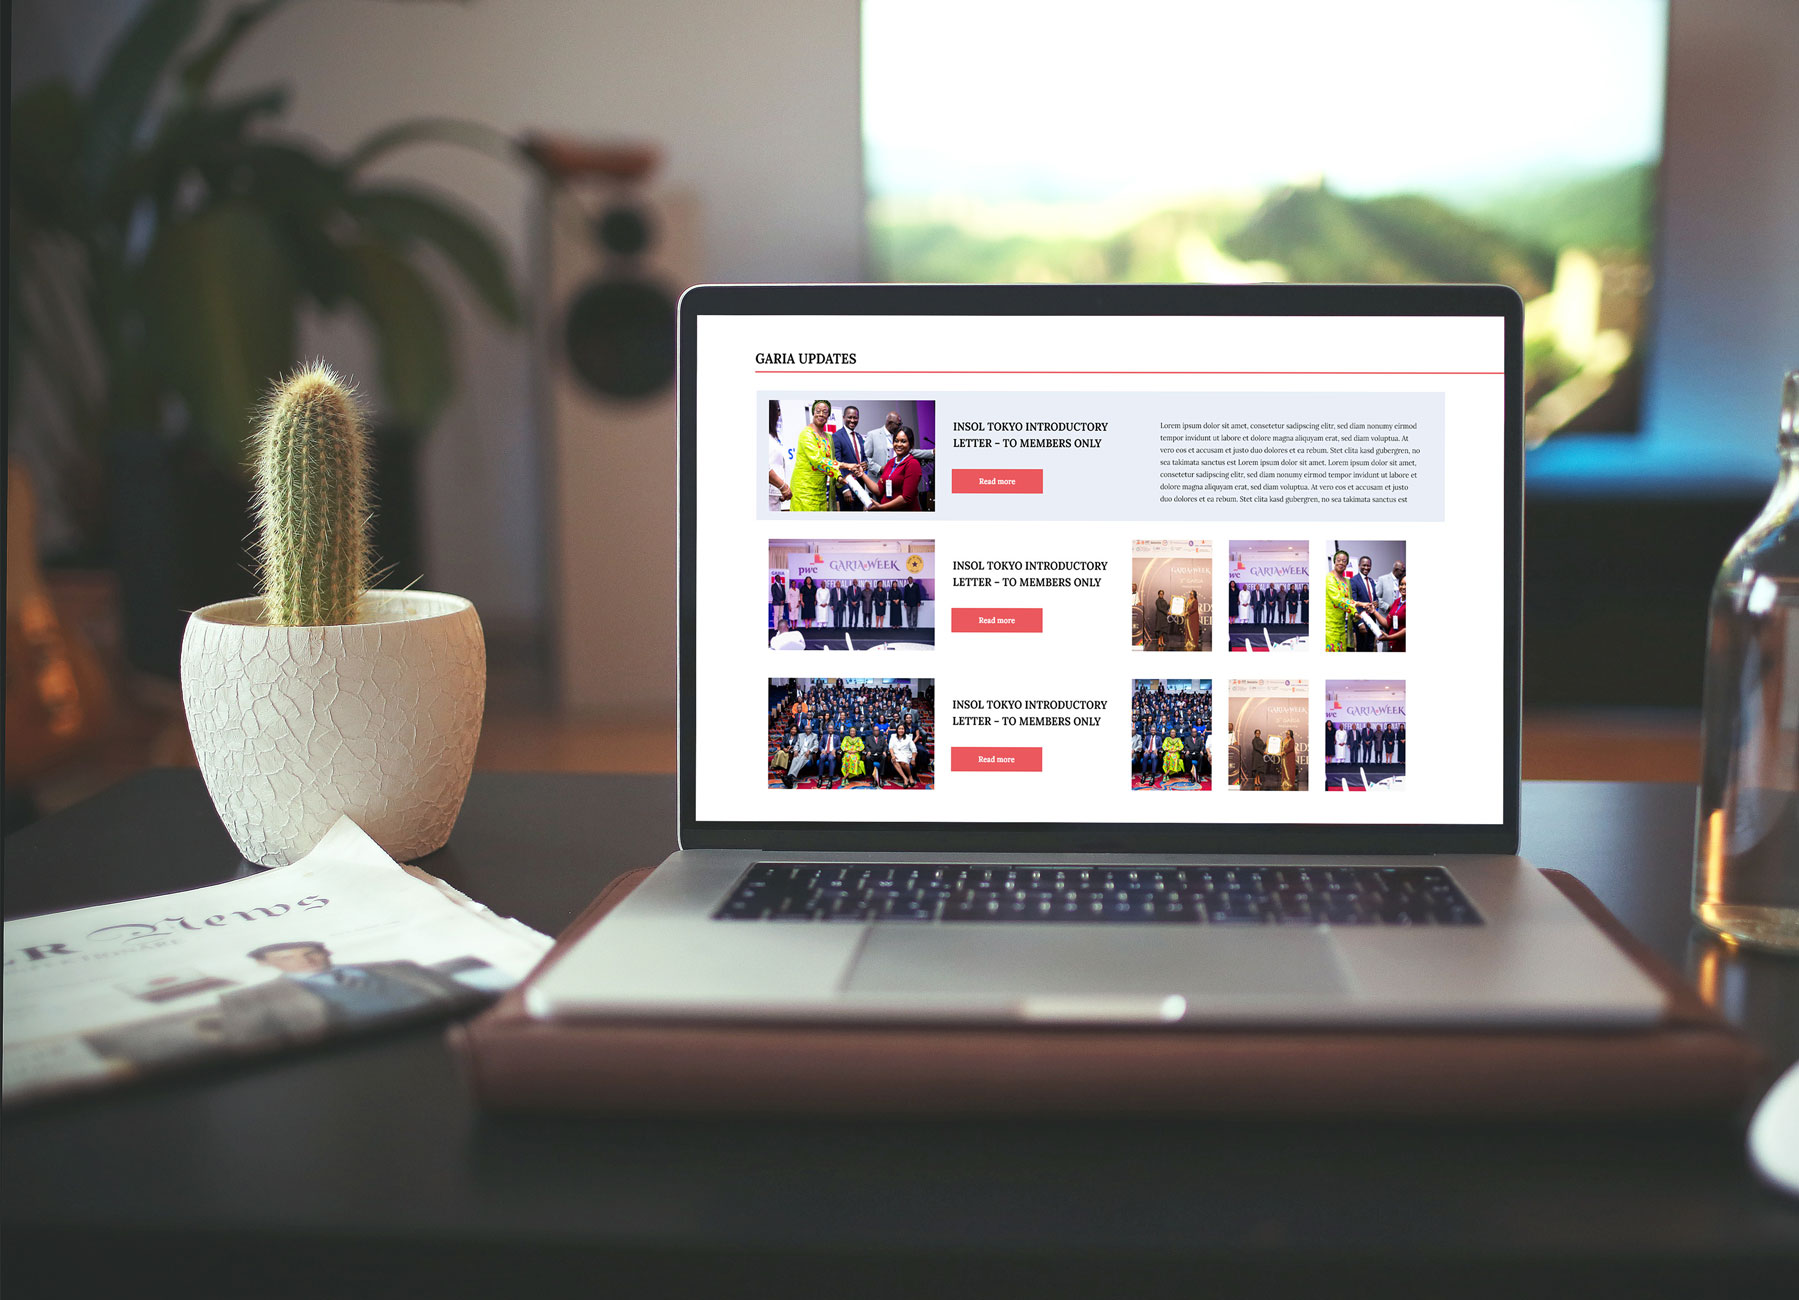 GARIA UPDATES
INSOL TOKYO INTRODUCTORY
LETTER – TO MEMBERS ONLY
Read more
Lorem ipsum dolor sit amet, consetetur sadipscing elitr, sed diam nonumy eirmod
tempor invidunt ut labore et dolore magna aliquyam erat, sed diam voluptua. At
vero eos et accusam et justo duo dolores et ea rebum. Stet clita kasd gubergren, no
sea takimata sanctus est Lorem ipsum dolor sit amet. Lorem ipsum dolor sit amet,
consetetur sadipscing elitr, sed diam nonumy eirmod tempor invidunt ut labore et
dolore magna aliquyam erat, sed diam voluptua. At vero eos et accusam et justo
duo dolores et ea rebum. Stet clita kasd gubergren, no sea takimata sanctus est
pwc
GARIA WEEK
INSOL TOKYO INTRODUCTORY
LETTER – TO MEMBERS ONLY
Read more
GARIA WEEK
GARIA WEEK
INSOL TOKYO INTRODUCTORY
LETTER – TO MEMBERS ONLY
Read more
GARIA WEEK
News